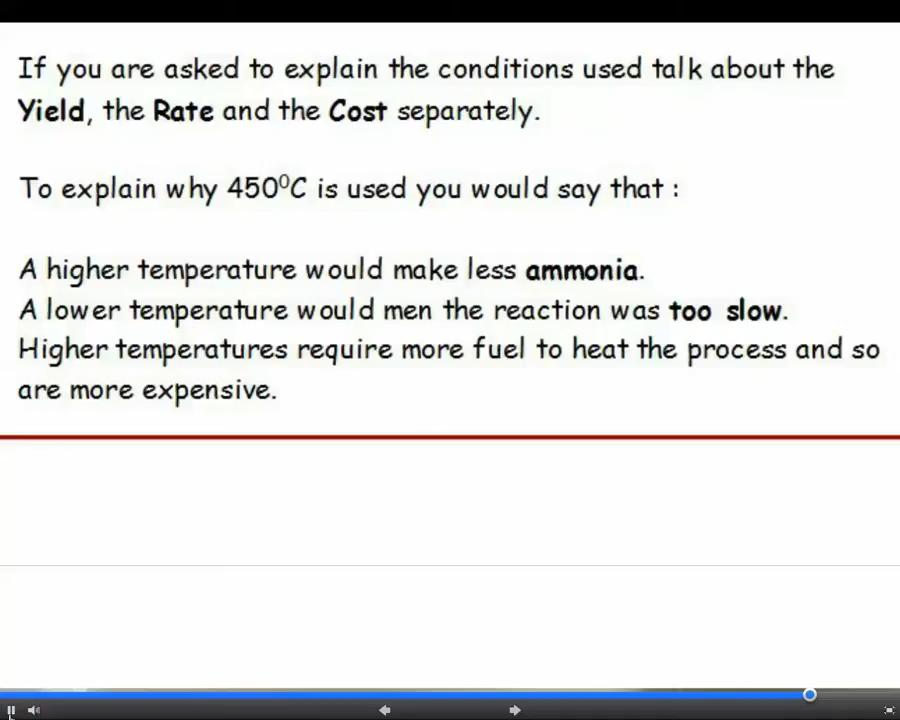 If you are asked to explain the conditions used talk about the
Yield, the Rate and the Cost separately.
To explain why 450⁰C is used you would say that :
A higher temperature would make less ammonia.
A lower temperature would men the reaction was too slow.
Higher temperatures require more fuel to heat the process and so
are more expensive.